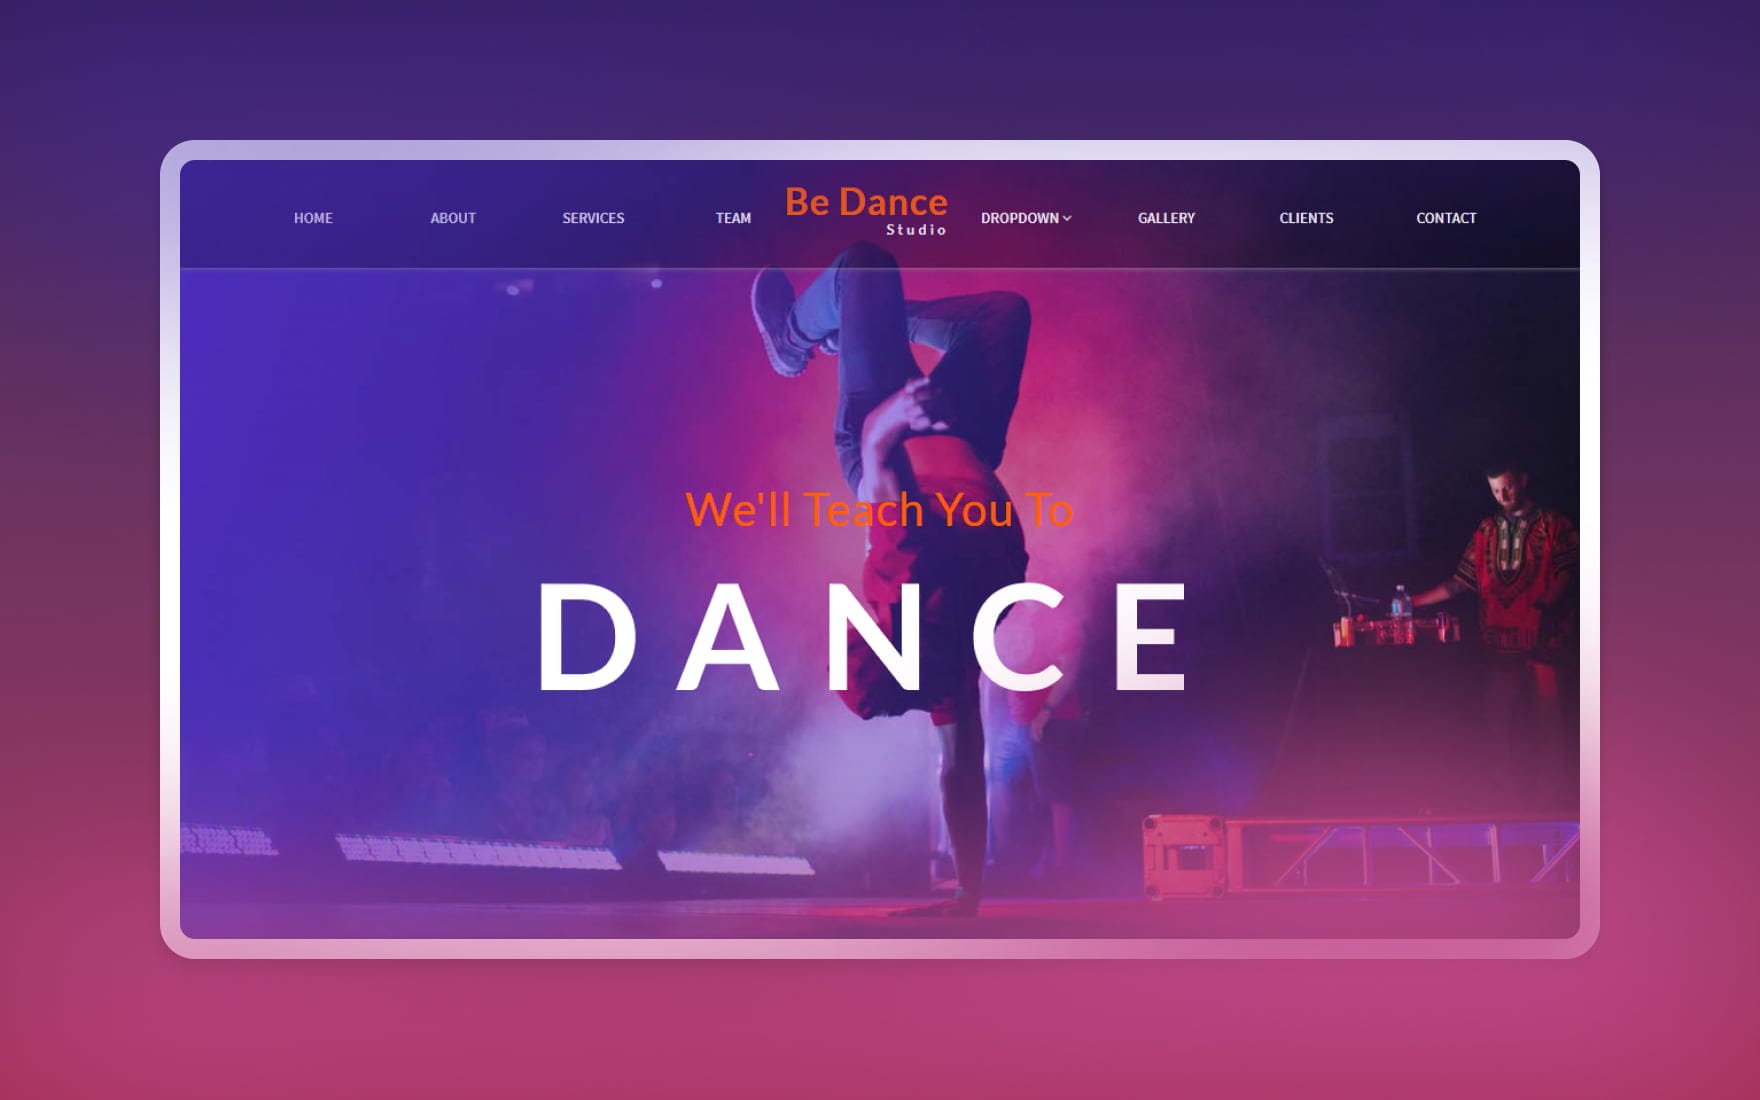 HOME ABOUT SERVICES TEAM Be Dance DROPDOWN GALLERY CLIENTS CONTACT
Studio
We'll Teach You To
DANCE